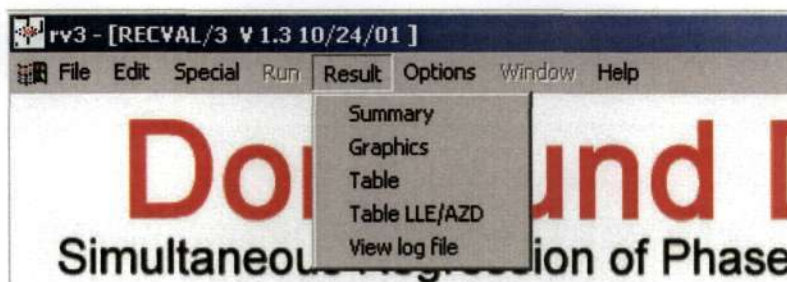 rv3 - [RECVAL/3 V 1.3 10/24/01 ]
File Edit Special Run Result Options Window Help
Summary
Graphics
Table
Table LLE/AZD
View log file
Simultaneous Regression of Phase